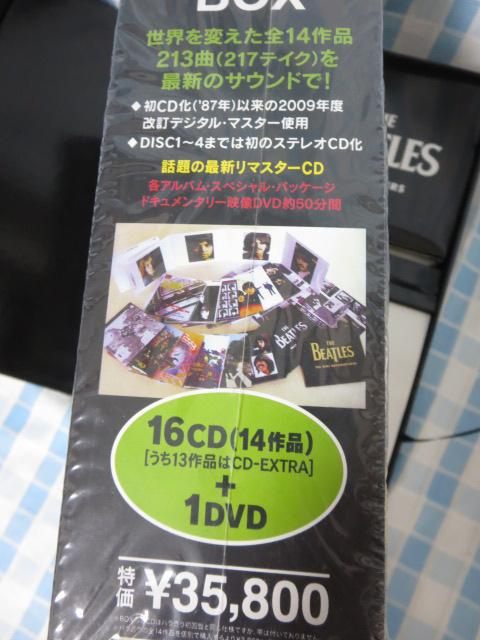 BOX
世界を変えた全14作品
213曲(217テイク)を
最新のサウンドで!
◆初CD化('87年)以来の2009年度
改訂デジタル・マスター使用
◆DISC1〜4までは初のステレオCD化
話題の最新リマスターCD
各アルバム・スペシャル・パッケージ
ドキュメンタリー映像DVD約50分間
THE
BEATLES
16CD(14作品)
[うち13作品はCD-EXTRA]
+
1DVD
特価 ¥35,800
THE